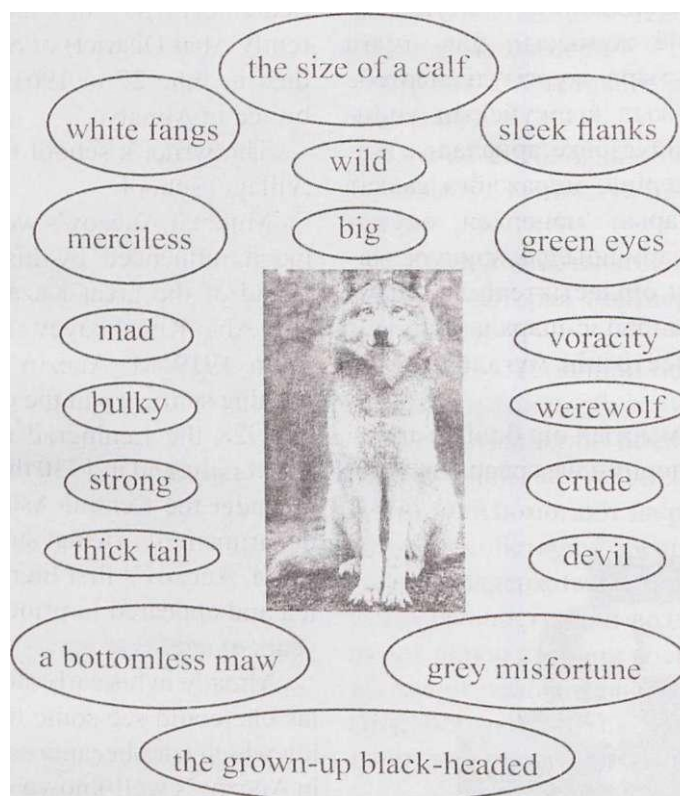 the size of a calf
white fangs
sleek flanks
wild
merciless
big
green eyes
mad
voracity
bulky
werewolf
strong
crude
thick tail
devil
a bottomless maw
grey misfortune
the grown-up black-headed